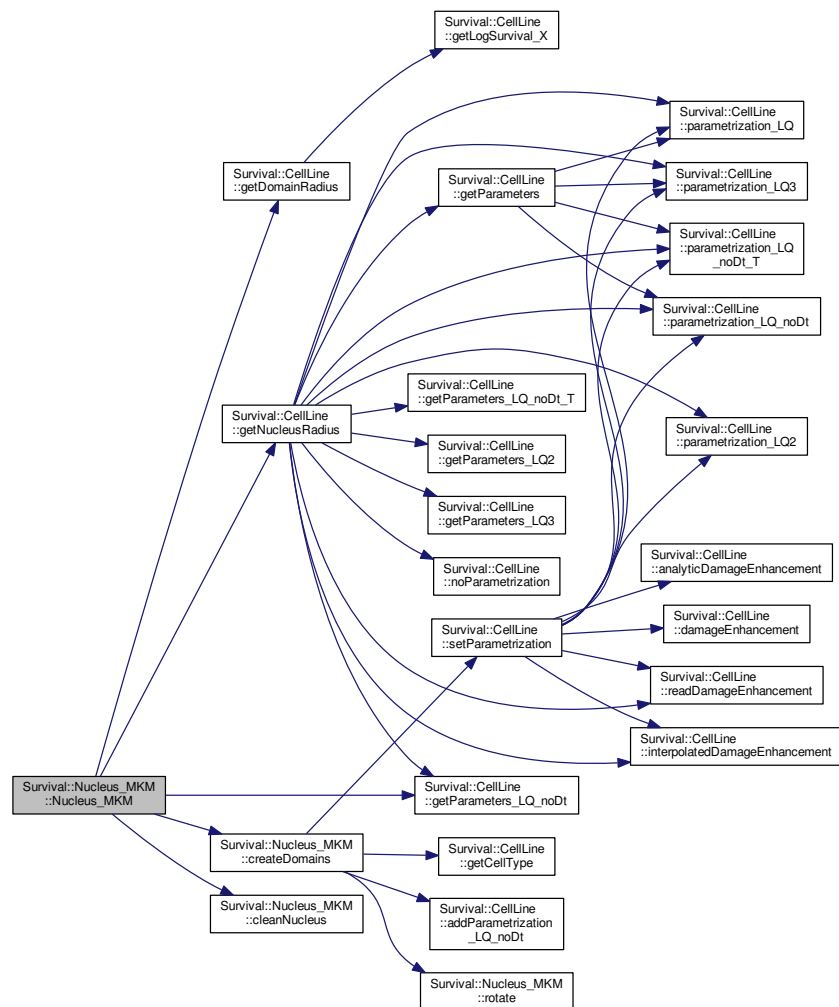 Survival::CellLine
::getLogSurvival_X
Survival::CellLine
::parametrization_LQ
Survival::CellLine
::getDomainRadius
Survival::CellLine
::getParameters
Survival::CellLine
::parametrization_LQ3
Survival::CellLine
::parametrization_LQ
_noDt_T
Survival::CellLine
::parametrization_LQ_noDt
Survival::CellLine
::getParameters_LQ_noDt_T
Survival::CellLine
::getNucleusRadius
Survival::CellLine
::parametrization_LQ2
Survival::CellLine
::getParameters_LQ2
Survival::CellLine
::getParameters_LQ3
Survival::CellLine
::noParametrization
Survival::CellLine
::analyticDamageEnhancement
Survival::CellLine
::setParametrization
Survival::CellLine
::damageEnhancement
Survival::CellLine
::readDamageEnhancement
Survival::CellLine
::interpolatedDamageEnhancement
Survival::Nucleus_MKM
::Nucleus_MKM
Survival::CellLine
::getParameters_LQ_noDt
Survival::Nucleus_MKM
::createDomains
Survival::CellLine
::getCellType
Survival::Nucleus_MKM
::cleanNucleus
Survival::CellLine
::addParametrization
_LQ_noDt
Survival::Nucleus_MKM
::rotate